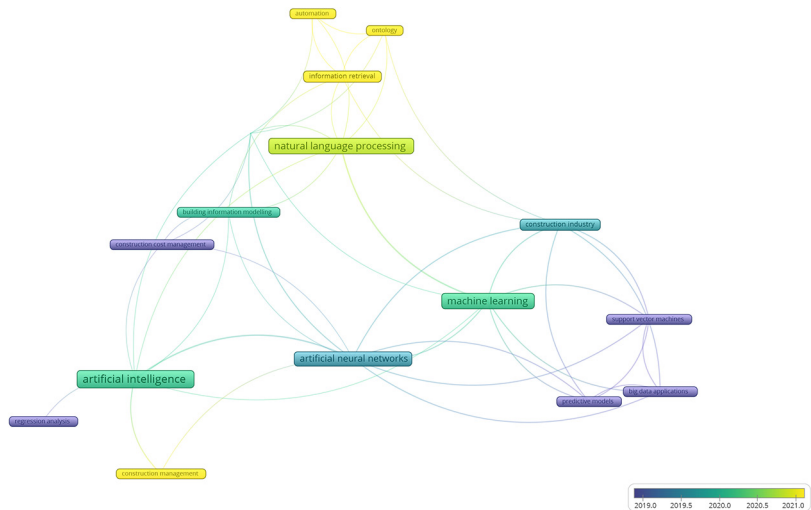 automation
ontology
information retrieval
natural language processing
building information modelling
construction industry
construction cost management
machine learning
support vector machines
artificial neural networks
artificial intelligence
big data applications
predictive models
regression analysis
construction management
2019.0 2019.5 2020.0 2020.5 2021.0